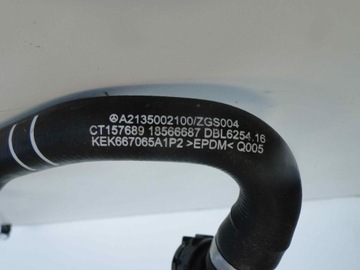 A2135002100/ZGS004
CT157689 18566687 DBL6254.16
KEK667065A1P2 >EPDM< Q005